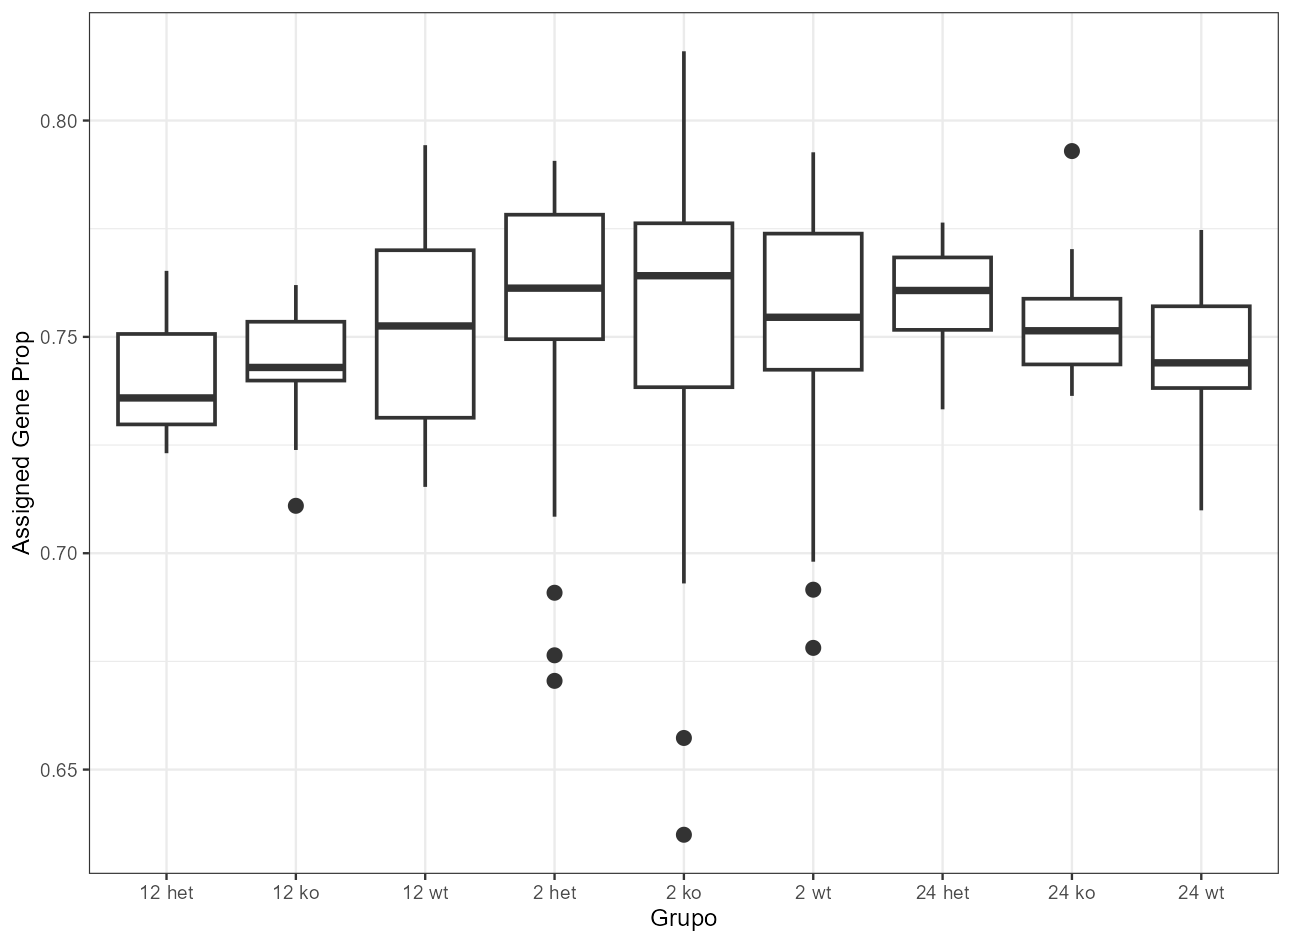 Assigned Gene Prop
0.80
0.75
0.70
0.65
12 het 12 ko 12 wt 2 het 2 ko 2 wt 24 het 24 ko 24 wt
Grupo